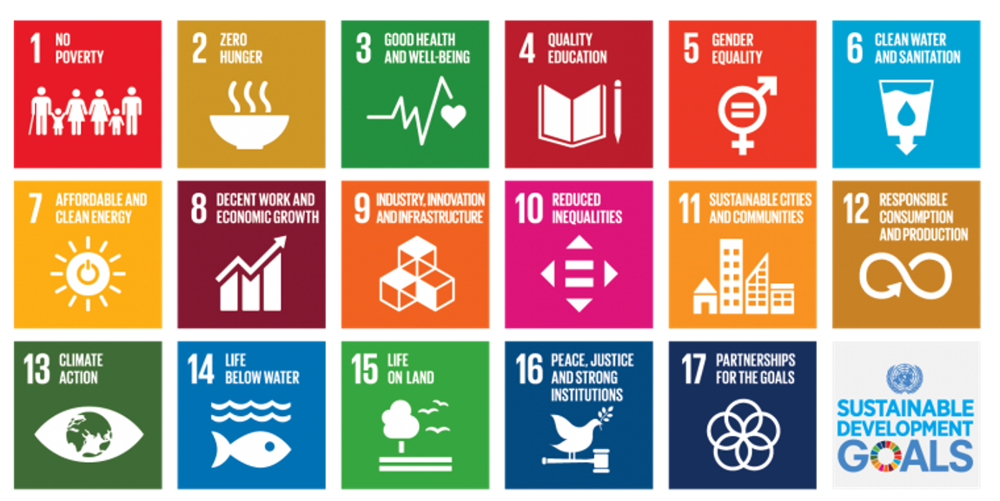 1 NO
POVERTY
2 ZERO
HUNGER
3 GOOD HEALTH
AND WELL-BEING
4 QUALITY
EDUCATION
5 GENDER
EQUALITY
6 CLEAN WATER
AND SANITATION
7 AFFORDABLE AND
CLEAN ENERGY
8 DECENT WORK AND
ECONOMIC GROWTH
9 INDUSTRY, INNOVATION
AND INFRASTRUCTURE
10 REDUCED
INEQUALITIES
11 SUSTAINABLE CITIES
AND COMMUNITIES
12 RESPONSIBLE
CONSUMPTION
AND PRODUCTION
13 CLIMATE
ACTION
14 LIFE
BELOW WATER
15 LIFE
ON LAND
16 PEACE, JUSTICE
AND STRONG
INSTITUTIONS
17 PARTNERSHIPS
FOR THE GOALS
SUSTAINABLE
DEVELOPMENT
GOALS